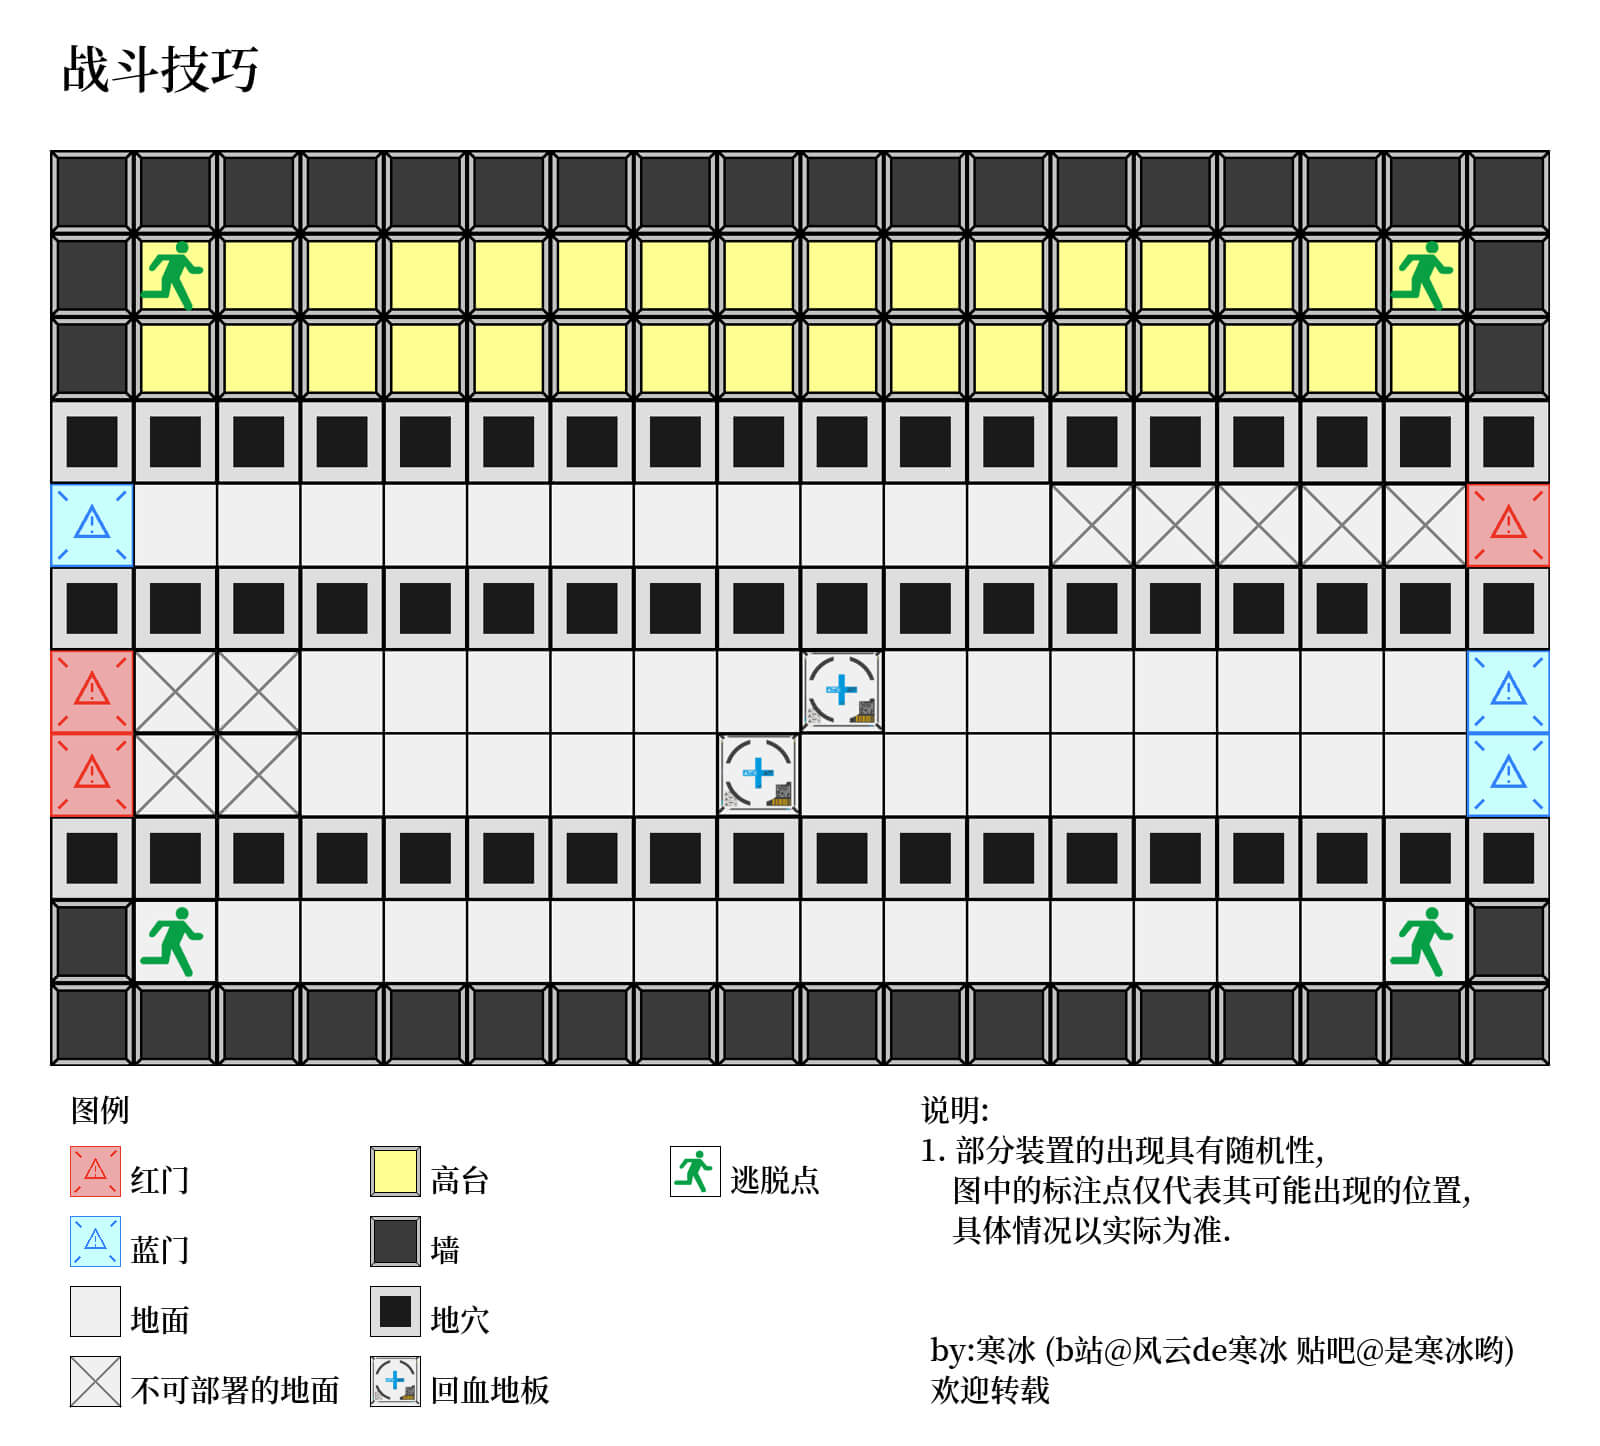 战斗技巧
图例
红门
蓝门
地面
不可部署的地面
高台
墙
地穴
回血地板
逃脱点
说明:
1. 部分装置的出现具有随机性,
图中的标注点仅代表其可能出现的位置,
具体情况以实际为准.
by:寒冰 (b站@风云de寒冰 贴吧@是寒冰哟)
欢迎转载